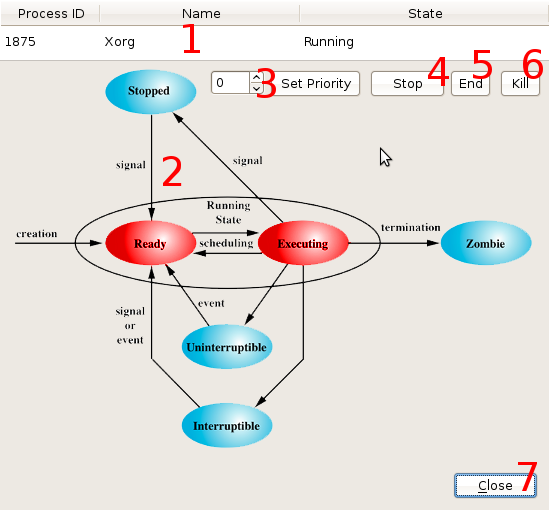 Process ID Name State
1875 Xorg 1 Running
0 3 Set Priority Stop 4 End 5 Kill 6
Stopped
signal 2 signal
Running
State
creation Ready scheduling Executing termination Zombie
signal
or
event
event
Uninterruptible
Interruptible
Close 7